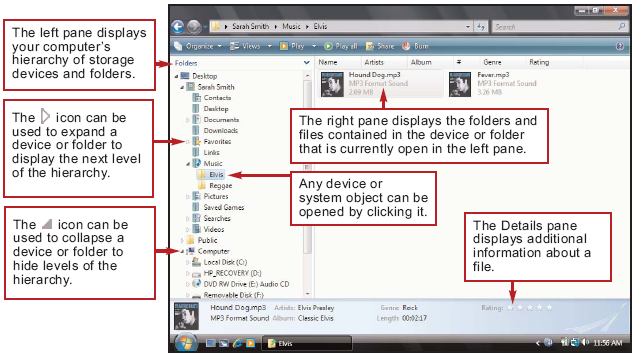 The left pane displays
your computer's
hierarchy of storage
devices and folders.
The icon can be
used to expand a
device or folder to
display the next level
of the hierarchy.
The icon can be
used to collapse a
device or folder to
hide levels of the
hierarchy.
Sarah Smith Music Elvis
Search
Organize Views Play Play all Share Burn
Folders
Desktop
Sarah Smith
Contacts
Desktop
Documents
Downloads
Favorites
Links
Music
Elvis
Reggae
Pictures
Saved Games
Searches
Videos
Public
Computer
Local Disk (C:)
HP_RECOVERY (D:)
DVD RW Drive (E:) Audio CD
Removable Disk (F:)
Name Artists Album # Genre Rating
Hound Dog.mp3
MP3 Format Sound
2.09 MB
Fever.mp3
MP3 Format Sound
3.26 MB
The right pane displays the folders and
files contained in the device or folder
that is currently open in the left pane.
Any device or
system object can be
opened by clicking it.
The Details pane
displays additional
information about a
file.
Hound Dog.mp3 Artists: Elvis Presley Genre: Rock Rating:
MP3 Format Sound Album: Classic Elvis Length: 00:02:17
Elvis
11:56 AM